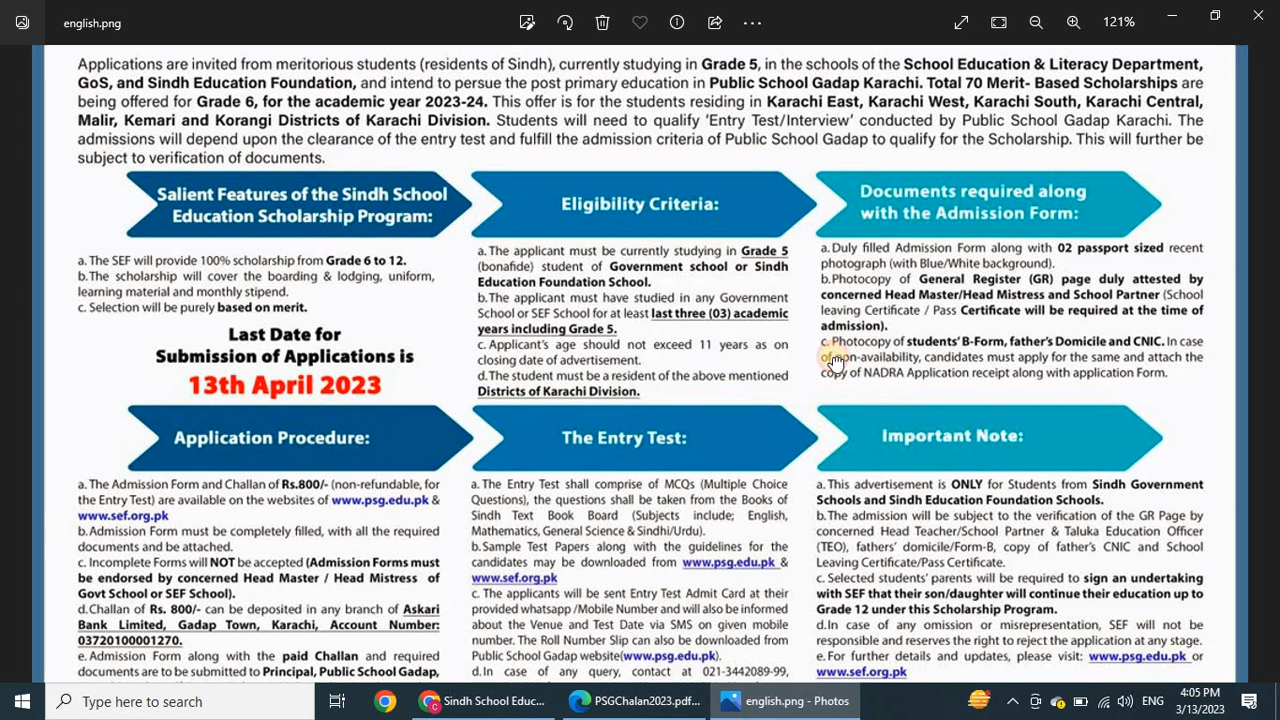 english.png
121%
Applications are invited from meritorious students (residents of Sindh), currently studying in Grade 5, in the schools of the School Education & Literacy Department,
GoS, and Sindh Education Foundation, and intend to persue the post primary education in Public School Gadap Karachi. Total 70 Merit- Based Scholarships are
being offered for Grade 6, for the academic year 2023-24. This offer is for the students residing in Karachi East, Karachi West, Karachi South, Karachi Central,
Malir, Kemari and Korangi Districts of Karachi Division. Students will need to qualify 'Entry Test/Interview' conducted by Public School Gadap Karachi. The
admissions will depend upon the clearance of the entry test and fulfill the admission criteria of Public School Gadap to qualify for the Scholarship. This will further be
subject to verification of documents.
Salient Features of the Sindh School
Education Scholarship Program:
a. The SEF will provide 100% scholarship from Grade 6 to 12.
b. The scholarship will cover the boarding & lodging, uniform,
learning material and monthly stipend.
c. Selection will be purely based on merit.
Last Date for
Submission of Applications is
13th April 2023
Eligibility Criteria:
a. The applicant must be currently studying in Grade 5
(bonafide) student of Government school or Sindh
Education Foundation School.
b. The applicant must have studied in any Government
School or SEF School for at least last three (03) academic
years including Grade 5.
c. Applicant's age should not exceed 11 years as on
closing date of advertisement.
d. The student must be a resident of the above mentioned
Districts of Karachi Division.
Documents required along
with the Admission Form:
a. Duly filled Admission Form along with 02 passport sized recent
photograph (with Blue/White background).
b. Photocopy of General Register (GR) page duly attested by
concerned Head Master/Head Mistress and School Partner (School
leaving Certificate / Pass Certificate will be required at the time of
admission).
c. Photocopy of students' B-Form, father's Domicile and CNIC. In case
of non-availability, candidates must apply for the same and attach the
copy of NADRA Application receipt along with application Form.
Application Procedure:
a. The Admission Form and Challan of Rs.800/- (non-refundable, for
the Entry Test) are available on the websites of www.psg.edu.pk &
www.sef.org.pk
b. Admission Form must be completely filled, with all the required
documents and be attached.
c. Incomplete Forms will NOT be accepted (Admission Forms must
be endorsed by concerned Head Master / Head Mistress of
Govt School or SEF School).
d. Challan of Rs. 800/- can be deposited in any branch of Askari
Bank Limited, Gadap Town, Karachi, Account Number:
03720100001270.
e. Admission Form along with the paid Challan and required
documents are to be submitted to Principal, Public School Gadap,
The Entry Test:
a. The Entry Test shall comprise of MCQs (Multiple Choice
Questions), the questions shall be taken from the Books of
Sindh Text Book Board (Subjects include; English,
Mathematics, General Science & Sindhi/Urdu).
b. Sample Test Papers along with the guidelines for the
candidates may be downloaded from www.psg.edu.pk &
www.sef.org.pk
c. The applicants will be sent Entry Test Admit Card at their
provided whatsapp /Mobile Number and will also be informed
about the Venue and Test Date via SMS on given mobile
number. The Roll Number Slip can also be downloaded from
Public School Gadap website(www.psg.edu.pk).
d. In case of any query, contact at 021-3442089-99,
Important Note:
a. This advertisement is ONLY for Students from Sindh Government
Schools and Sindh Education Foundation Schools.
b. The admission will be subject to the verification of the GR Page by
concerned Head Teacher/School Partner & Taluka Education Officer
(TEO), fathers' domicile/Form-B, copy of father's CNIC and School
Leaving Certificate/Pass Certificate.
c. Selected students' parents will be required to sign an undertaking
with SEF that their son/daughter will continue their education up to
Grade 12 under this Scholarship Program.
d. In case of any omission or misrepresentation, SEF will not be
responsible and reserves the right to reject the application at any stage.
e. For further details and updates, please visit: www.psg.edu.pk or
www.sef.org.pk
Type here to search
Sindh School Educ...
PSGChalan2023.pdf...
english.png - Photos
ENG
4:05 PM
3/13/2023